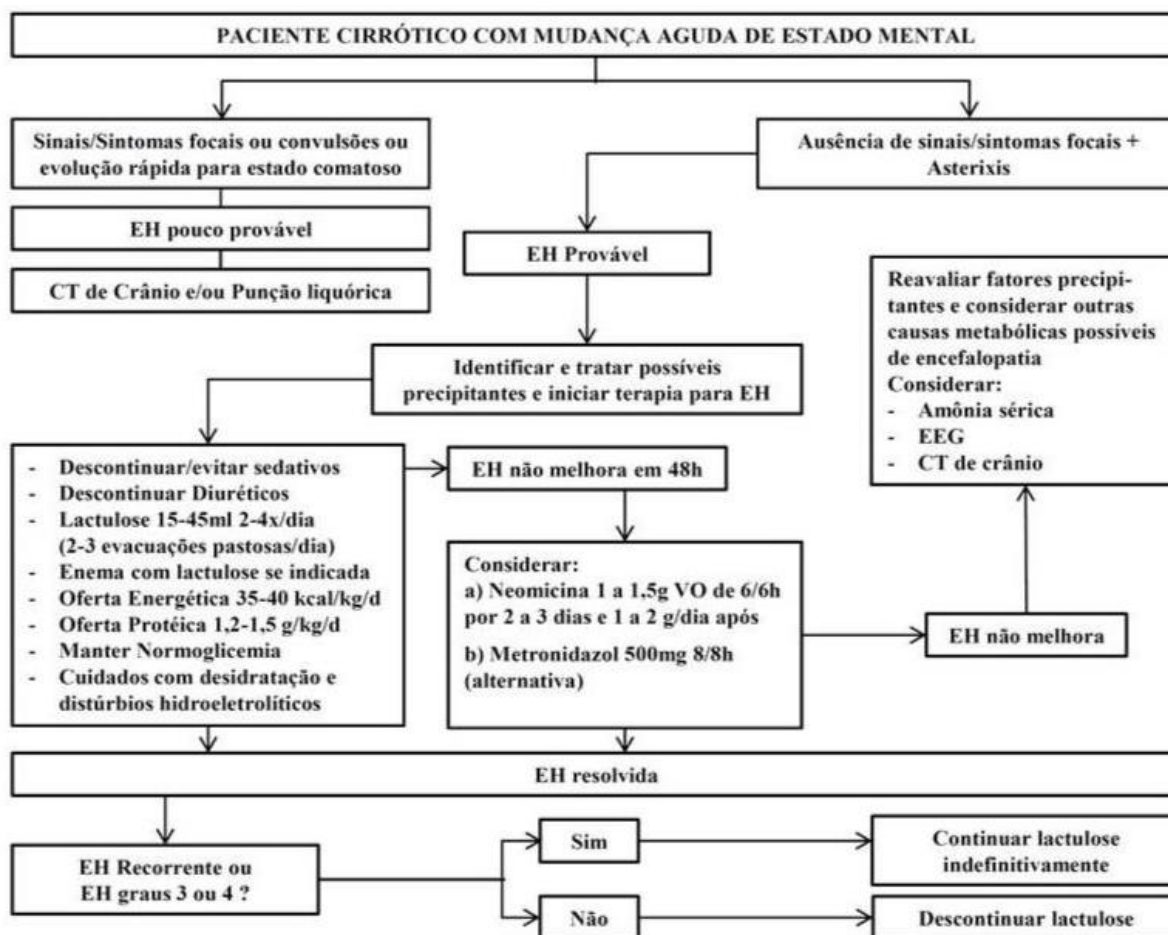 PACIENTE CIRRÓTICO COM MUDANÇA AGUDA DE ESTADO MENTAL
Sinais/Sintomas focais ou convulsões ou
evolução rápida para estado comatoso
EH pouco provável
CT de Crânio e/ou Punção liquórica
Ausência de sinais/sintomas focais +
Asterixis
EH Provável
Identificar e tratar possíveis
precipitantes e iniciar terapia para EH
- Descontinuar/evitar sedativos
- Descontinuar Diuréticos
- Lactulose 15-45ml 2-4x/dia
(2-3 evacuações pastosas/dia)
- Enema com lactulose se indicada
- Oferta Energética 35-40 kcal/kg/d
- Oferta Protéica 1,2-1,5 g/kg/d
- Manter Normoglicemia
- Cuidados com desidratação e
distúrbios hidroeletrolíticos
EH não melhora em 48h
Considerar:
a) Neomicina 1 a 1,5g VO de 6/6h
por 2 a 3 dias e 1 a 2 g/dia após
b) Metronidazol 500mg 8/8h
(alternativa)
EH não melhora
Reavaliar fatores precipi-
tantes e considerar outras
causas metabólicas possíveis
de encefalopatia
Considerar:
- Amônia sérica
- EEG
- CT de crânio
EH resolvida
EH Recorrente ou
EH graus 3 ou 4 ?
Sim
Continuar lactulose
indefinitivamente
Não
Descontinuar lactulose